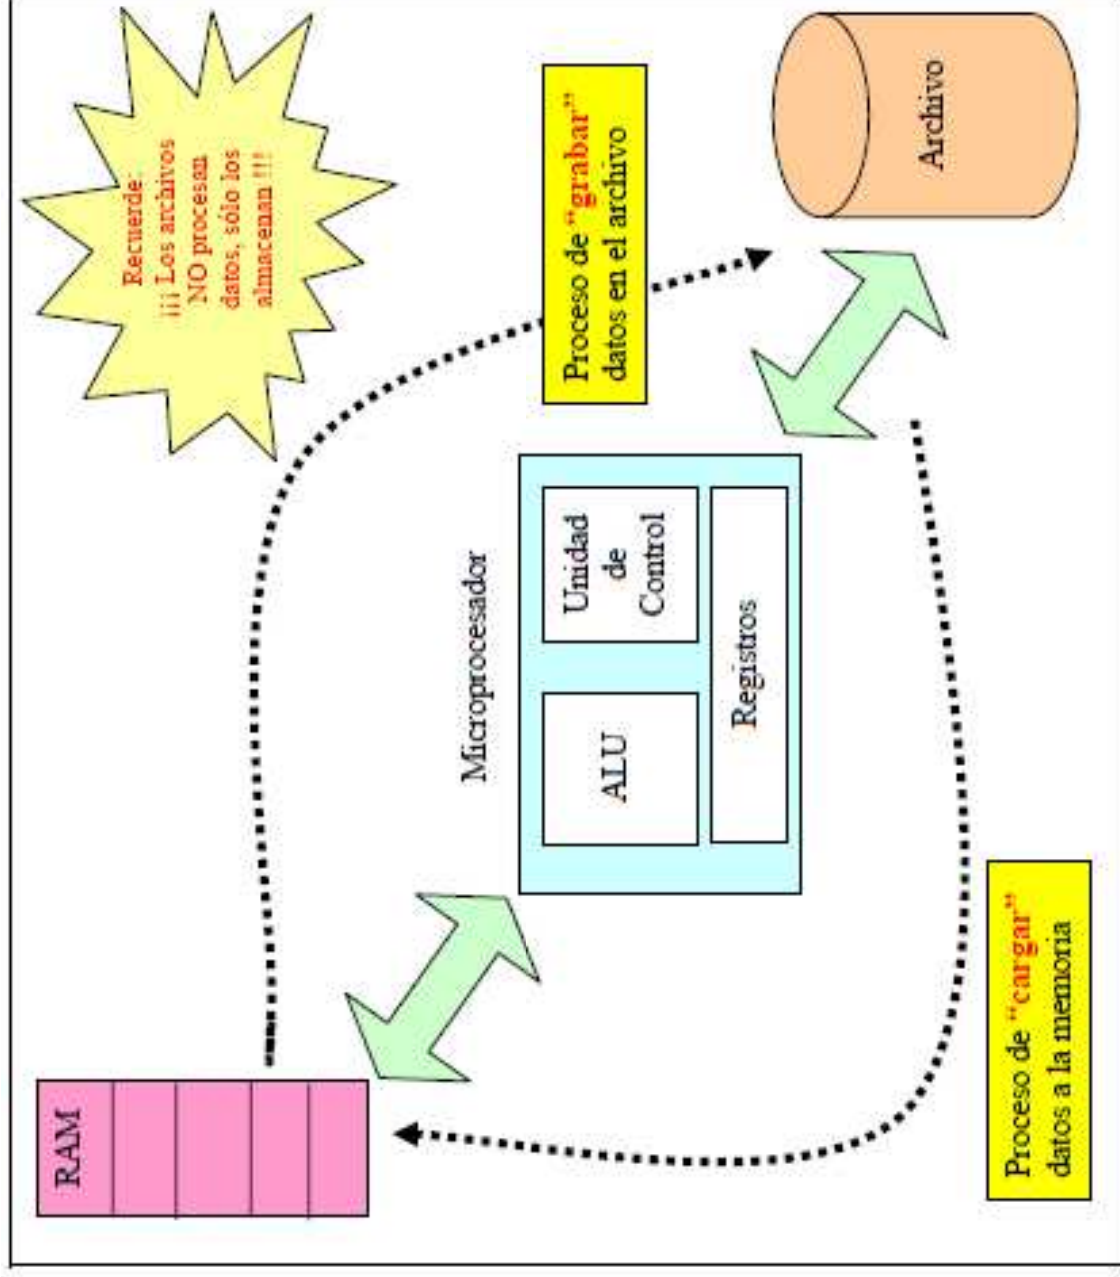 RAM
Microprocesador
ALU
Unidad
de
Control
Registros
Recuerde:
¡¡¡ Los archivos
NO procesan
datos, sólo los
almacenan !!!
Proceso de “grabar”
datos en el archivo
Archivo
Proceso de “cargar”
datos a la memoria